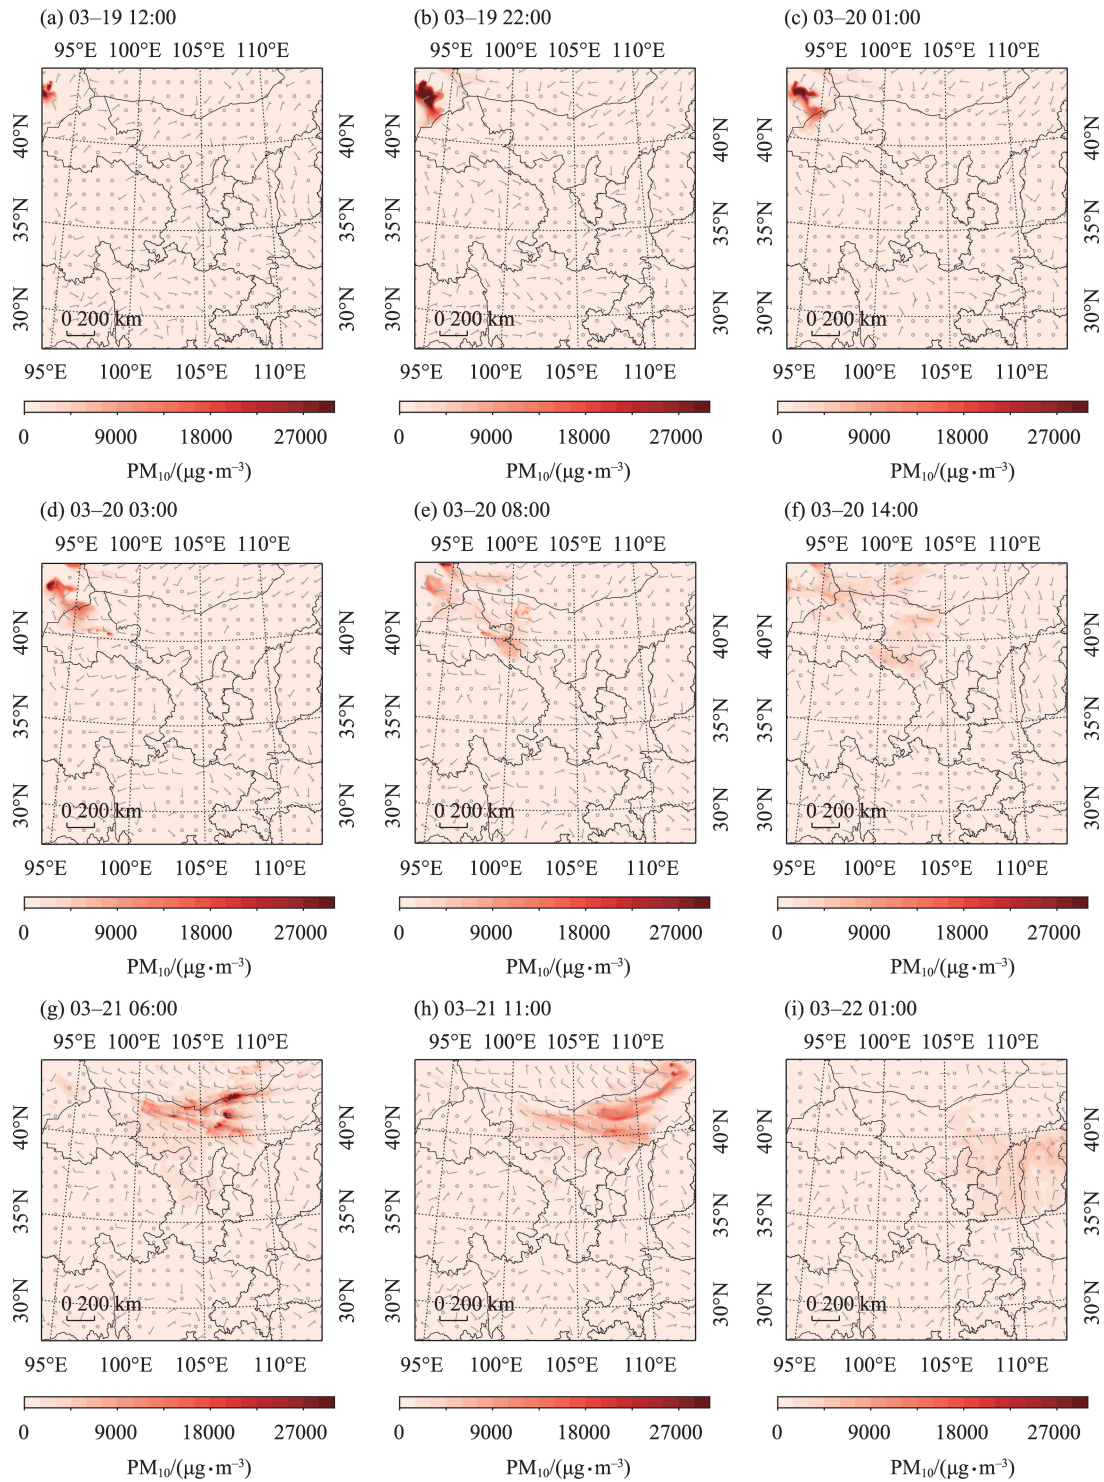 (a) 03–19 12:00
(b) 03–19 22:00
(c) 03–20 01:00
95°E 100°E 105°E 110°E
95°E 100°E 105°E 110°E
95°E 100°E 105°E 110°E
40°N 40°N 40°N 40°N 40°N 40°N
35°N 35°N 35°N 35°N 35°N 35°N
30°N 30°N 30°N 30°N 30°N 30°N
0 200 km
0 200 km
0 200 km
95°E 100°E 105°E 110°E
95°E 100°E 105°E 110°E
95°E 100°E 105°E 110°E
0 9000 18000 27000
0 9000 18000 27000
0 9000 18000 27000
PM₁₀/(μg·m⁻³)
PM₁₀/(μg·m⁻³)
PM₁₀/(μg·m⁻³)
(d) 03–20 03:00
(e) 03–20 08:00
(f) 03–20 14:00
95°E 100°E 105°E 110°E
95°E 100°E 105°E 110°E
95°E 100°E 105°E 110°E
40°N 40°N 40°N 40°N 40°N 40°N
35°N 35°N 35°N 35°N 35°N 35°N
30°N 30°N 30°N 30°N 30°N 30°N
0 200 km
0 200 km
0 200 km
95°E 100°E 105°E 110°E
95°E 100°E 105°E 110°E
95°E 100°E 105°E 110°E
0 9000 18000 27000
0 9000 18000 27000
0 9000 18000 27000
PM₁₀/(μg·m⁻³)
PM₁₀/(μg·m⁻³)
PM₁₀/(μg·m⁻³)
(g) 03–21 06:00
(h) 03–21 11:00
(i) 03–22 01:00
95°E 100°E 105°E 110°E
95°E 100°E 105°E 110°E
95°E 100°E 105°E 110°E
40°N 40°N 40°N 40°N 40°N 40°N
35°N 35°N 35°N 35°N 35°N 35°N
30°N 30°N 30°N 30°N 30°N 30°N
0 200 km
0 200 km
0 200 km
95°E 100°E 105°E 110°E
95°E 100°E 105°E 110°E
95°E 100°E 105°E 110°E
0 9000 18000 27000
0 9000 18000 27000
0 9000 18000 27000
PM₁₀/(μg·m⁻³)
PM₁₀/(μg·m⁻³)
PM₁₀/(μg·m⁻³)